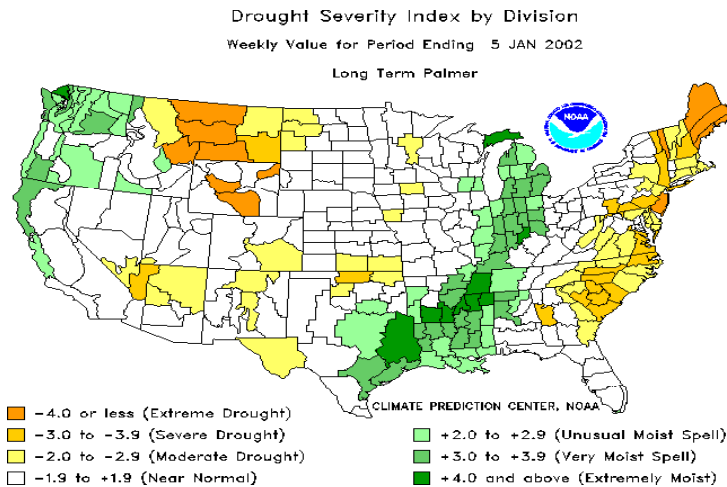 Drought Severity Index by Division
Weekly Value for Period Ending 5 JAN 2002
Long Term Palmer
NOAA
CLIMATE PREDICTION CENTER, NOAA
-4.0 or less (Extreme Drought)
-3.0 to -3.9 (Severe Drought)
-2.0 to -2.9 (Moderate Drought)
-1.9 to +1.9 (Near Normal)
+2.0 to +2.9 (Unusual Moist Spell)
+3.0 to +3.9 (Very Moist Spell)
+4.0 and above (Extremely Moist)